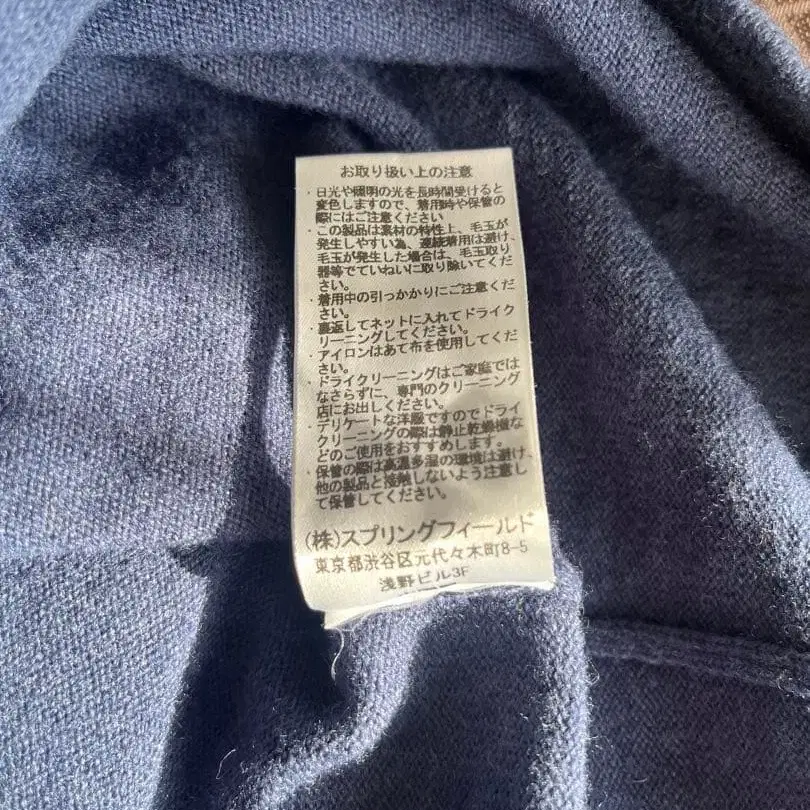 お取り扱い上の注意
・日光や照明の光を長時間受けると
変色しますので、着用時や保管の
際にはご注意ください
・この製品は素材の特性上、毛玉が
発生しやすい為、連続着用は避け、
毛玉が発生した場合は、毛玉取り
器等でていねいに取り除いてくだ
さい。
・着用中の引っかかりにご注意くだ
さい。
・裏返してネットに入れてドライク
リーニングしてください。
・アイロンはあて布を使用してくだ
さい。
・ドライクリーニングはご家庭では
なさらずに、専門のクリーニング
店にお出しください。
・デリケートな洋服ですのでドライ
クリーニングの際は静止乾燥機な
どのご使用をおすすめします。
・保管の際は高温多湿の環境は避け、
他の製品と接触しないよう注意し
て保管してください。
(株)スプリングフィールド
東京都渋谷区元代々木町8-5
浅野ビル3F